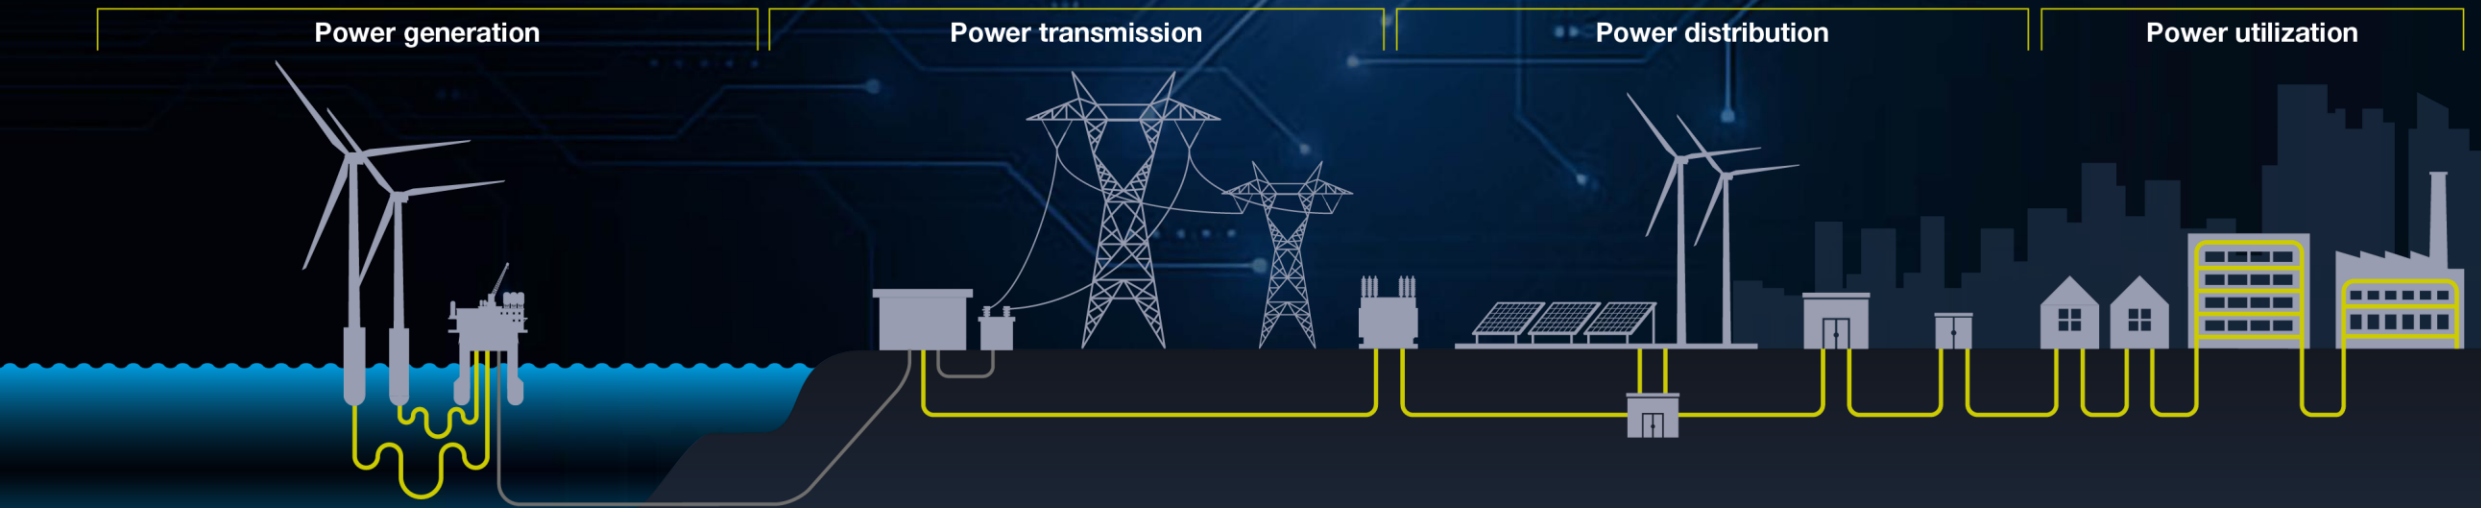 Power generation
Power transmission
Power distribution
Power utilization